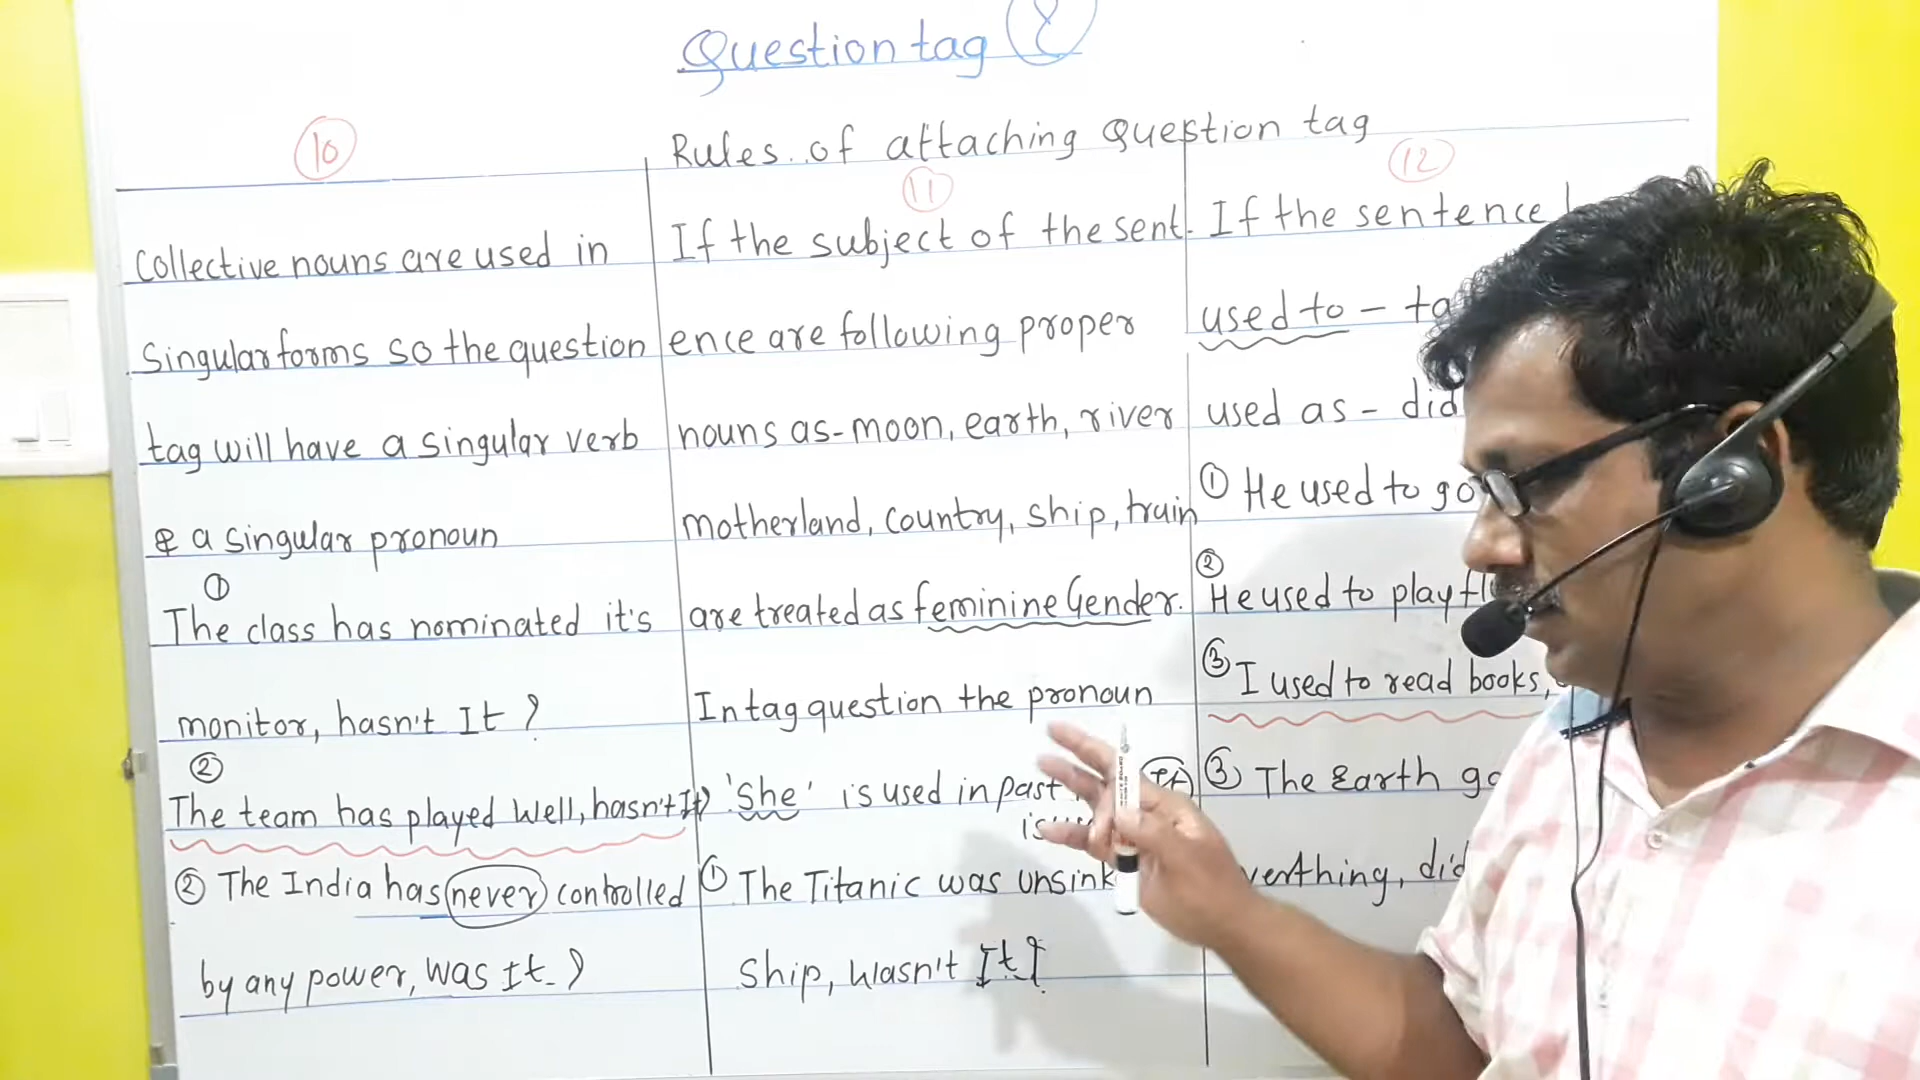 Question tag ?
Rules of attaching Question tag
10
Collective nouns are used in
Singular forms so the question
tag will have a singular verb
& a singular pronoun
①
The class has nominated it's
monitor, hasn't It ?
②
The team has played well, hasn't It?
② The India has never controlled
by any power, was It ?
11
If the subject of the sent-
ence are following proper
nouns as-moon, earth, river
motherland, country, ship, train
are treated as feminine Gender.
In tag question the pronoun
'She' is used in past
① The Titanic was unsink
Ship, wasn't It?
12
If the sentence
used to -
used as - did
① He used to go
②
He used to play
③ I used to read books,
③ The Earth
did